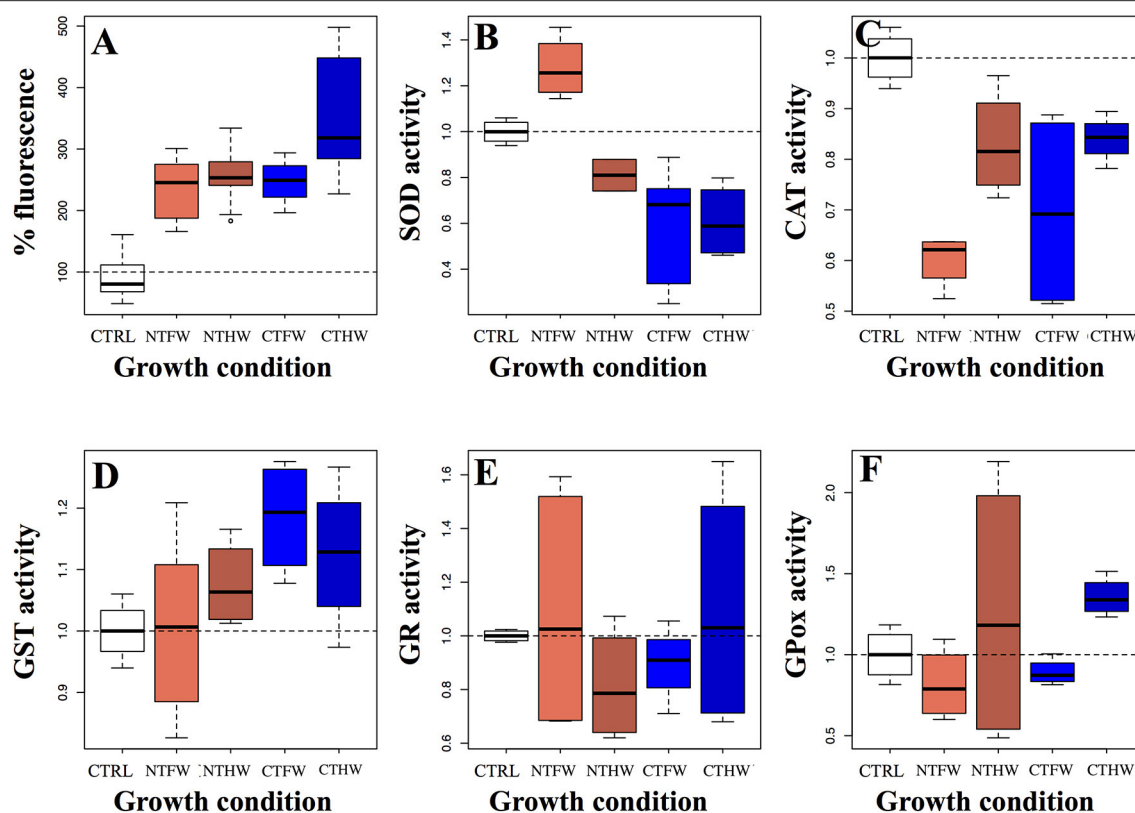 A
B
C
% fluorescence
500
400
300
200
100
SOD activity
1.4
1.2
1.0
0.8
0.6
0.4
CAT activity
1.0
0.9
0.8
0.7
0.6
0.5
CTRL NTFW NTHW CTFW CTHW
CTRL NTFW NTHW CTFW CTHW
CTRL NTFW NTHW CTFW CTHW
Growth condition
Growth condition
Growth condition
D
E
F
GST activity
1.2
1.1
1.0
0.9
GR activity
1.6
1.4
1.2
1.0
0.8
0.6
GPox activity
2.0
1.5
1.0
0.5
CTRL NTFW NTHW CTFW CTHW
CTRL NTFW NTHW CTFW CTHW
CTRL NTFW NTHW CTFW CTHW
Growth condition
Growth condition
Growth condition